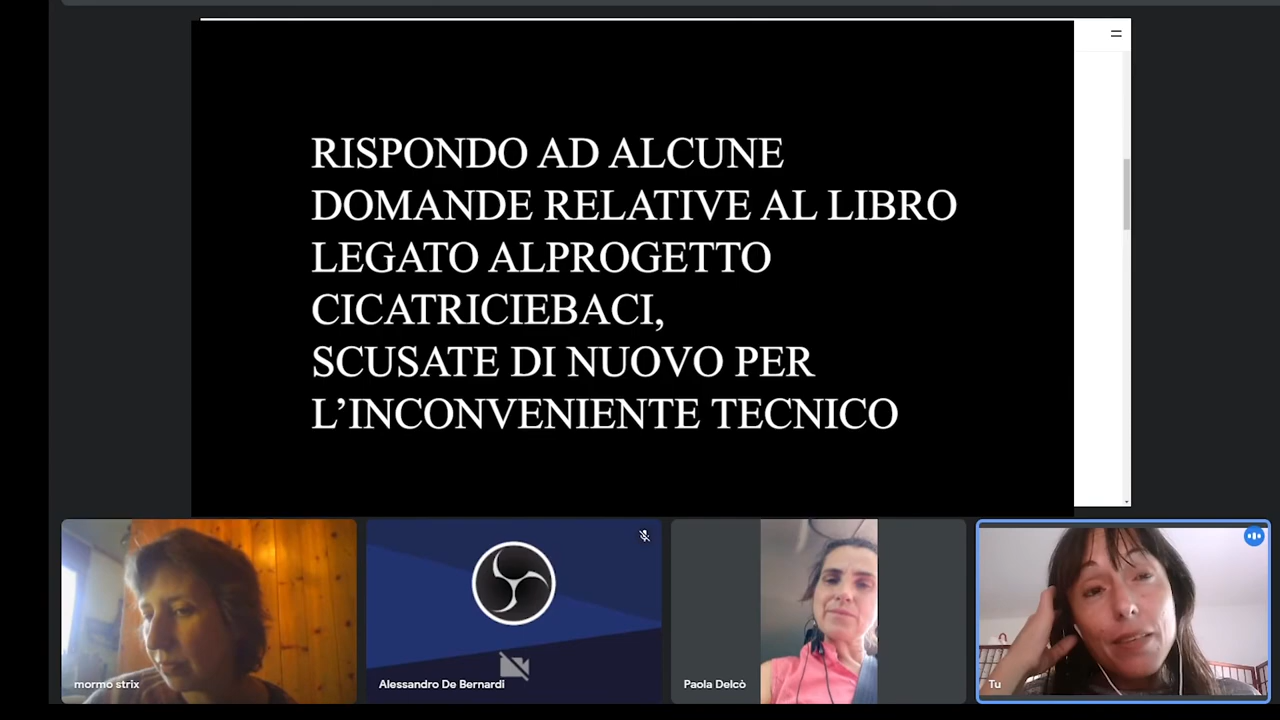 RISPONDO AD ALCUNE
DOMANDE RELATIVE AL LIBRO
LEGATO ALPROGETTO
CICATRICIEBACI,
SCUSATE DI NUOVO PER
L’INCONVENIENTE TECNICO
mormo strix
Alessandro De Bernardi
Paola Delcò
Tu